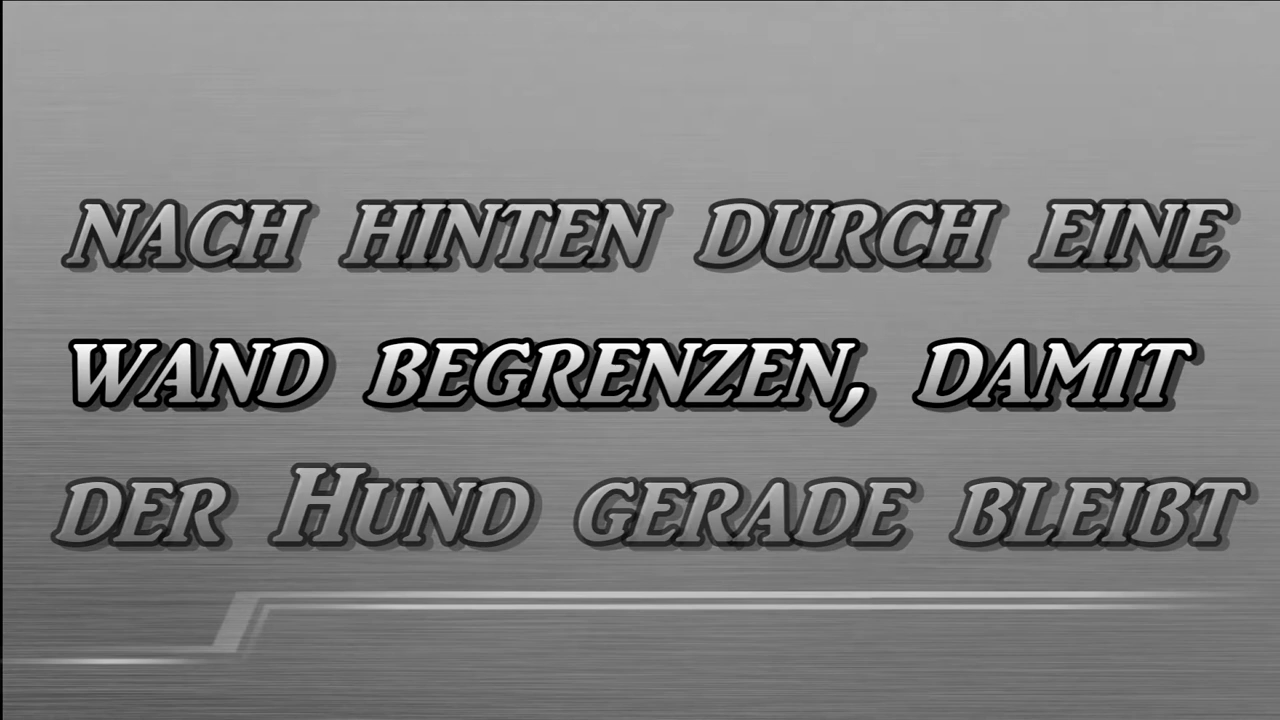 nach hinten durch eine
wand begrenzen, damit
der Hund gerade bleibt